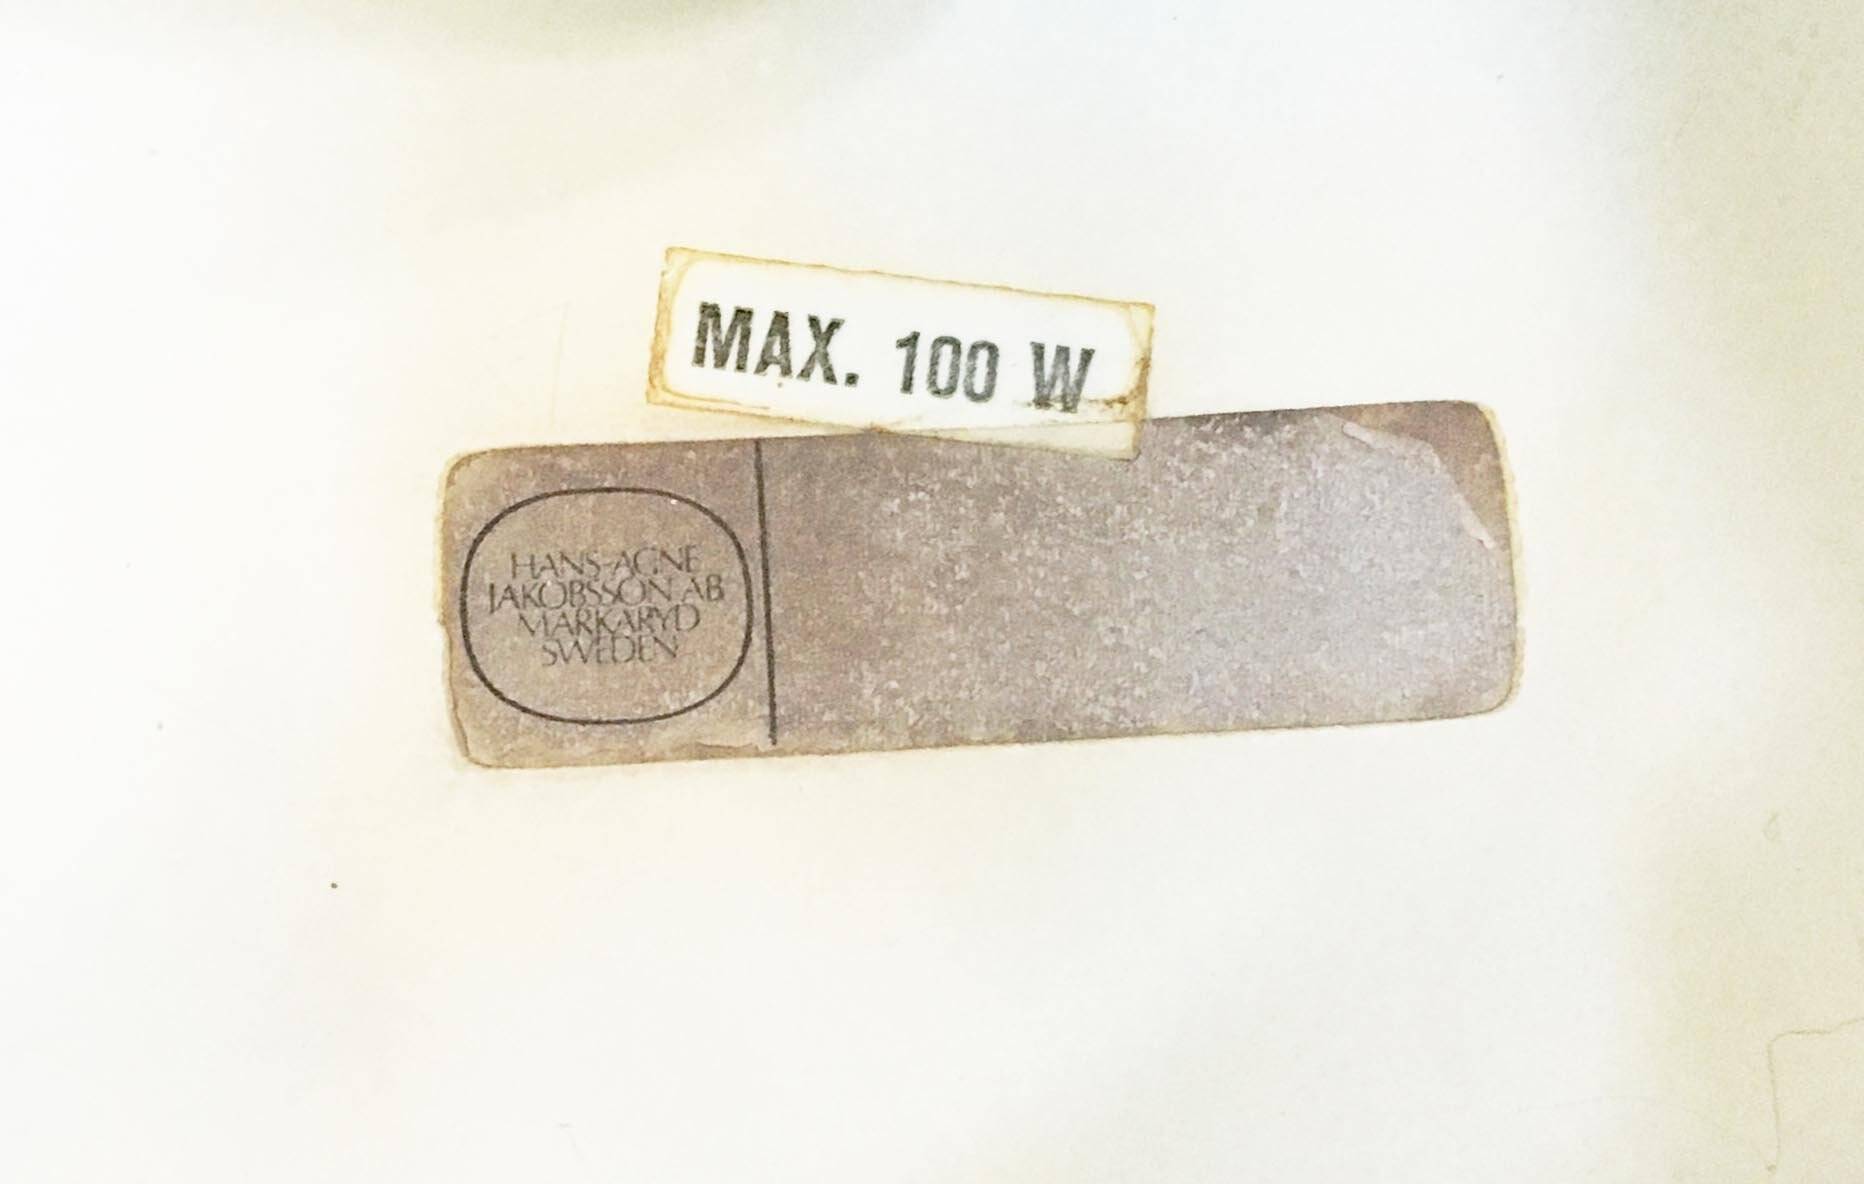 MAX. 100 W
HANS-AGNE
JAKOBSSON AB
MARKARYD
SWEDEN